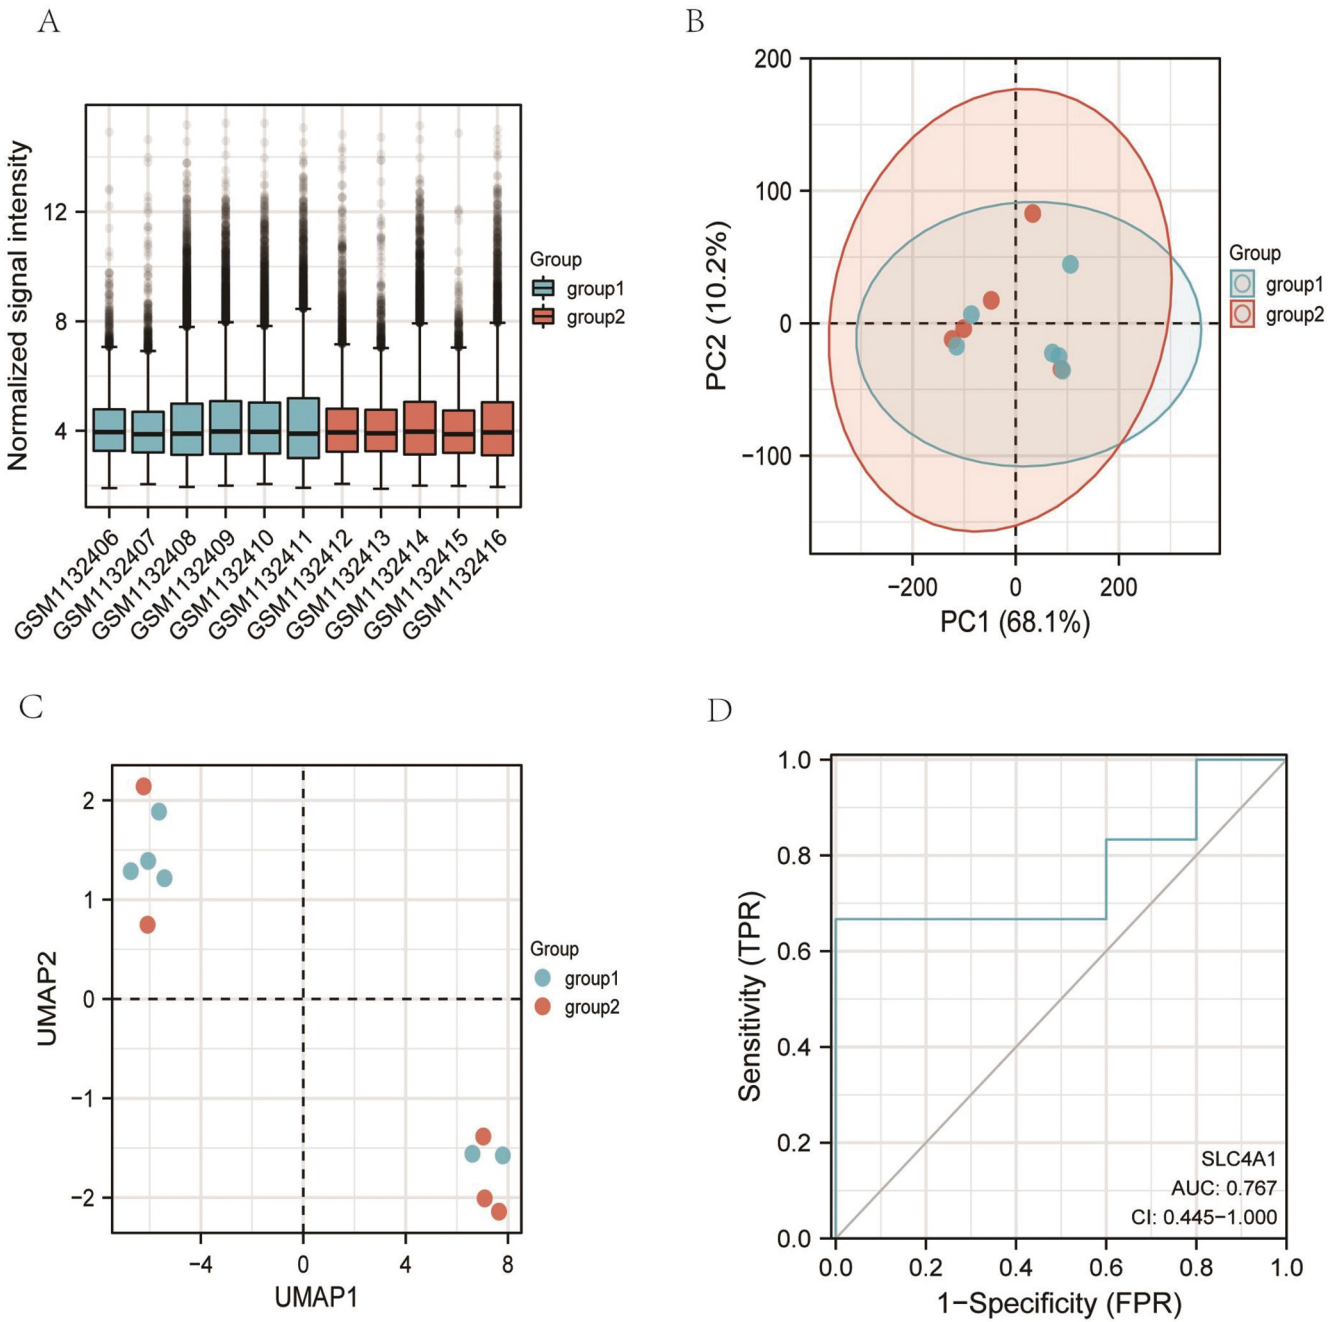 A
Normalized signal intensity
12
8
4
GSM1132406
GSM1132407
GSM1132408
GSM1132409
GSM1132410
GSM1132411
GSM1132412
GSM1132413
GSM1132414
GSM1132415
GSM1132416
Group
group1
group2
B
PC2 (10.2%)
200
100
0
−100
−200
0
200
PC1 (68.1%)
Group
group1
group2
C
UMAP2
2
1
0
−1
−2
−4
0
4
8
UMAP1
Group
group1
group2
D
Sensitivity (TPR)
1.0
0.8
0.6
0.4
0.2
0.0
SLC4A1
AUC: 0.767
CI: 0.445−1.000
0.0
0.2
0.4
0.6
0.8
1.0
1−Specificity (FPR)